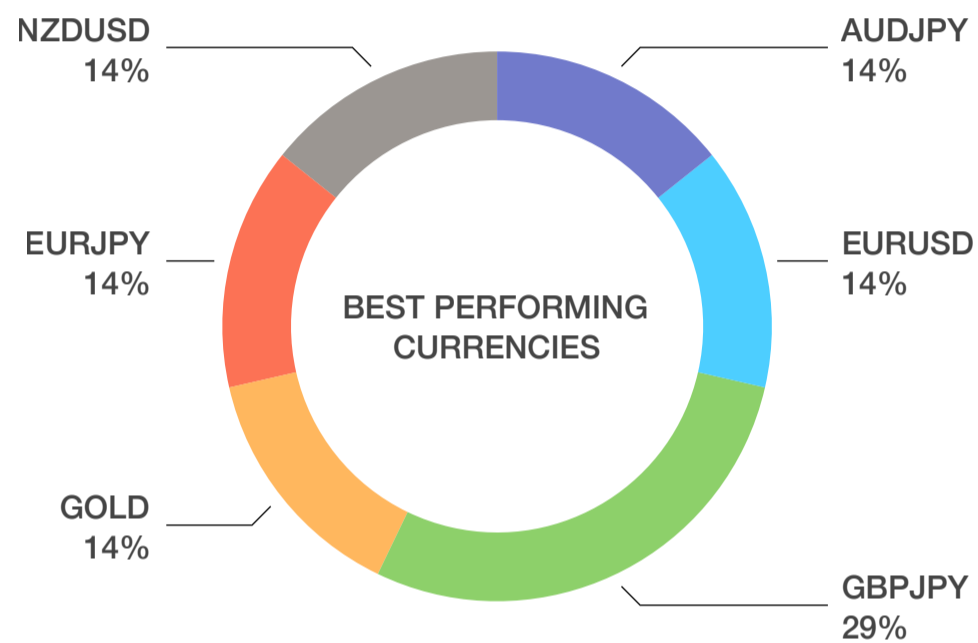 NZDUSD
14%
AUDJPY
14%
EURJPY
14%
EURUSD
14%
BEST PERFORMING
CURRENCIES
GOLD
14%
GBPJPY
29%